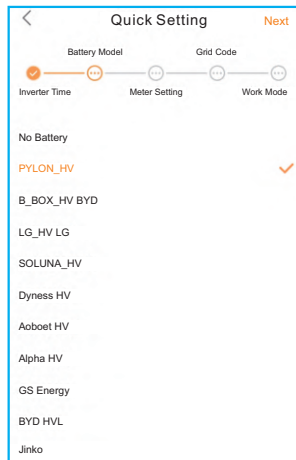 Quick Setting Next
Battery Model Grid Code
Inverter Time Meter Setting Work Mode
No Battery
PYLON_HV
B_BOX_HV BYD
LG_HV LG
SOLUNA_HV
Dyness HV
Aoboet HV
Alpha HV
GS Energy
BYD HVL
Jinko